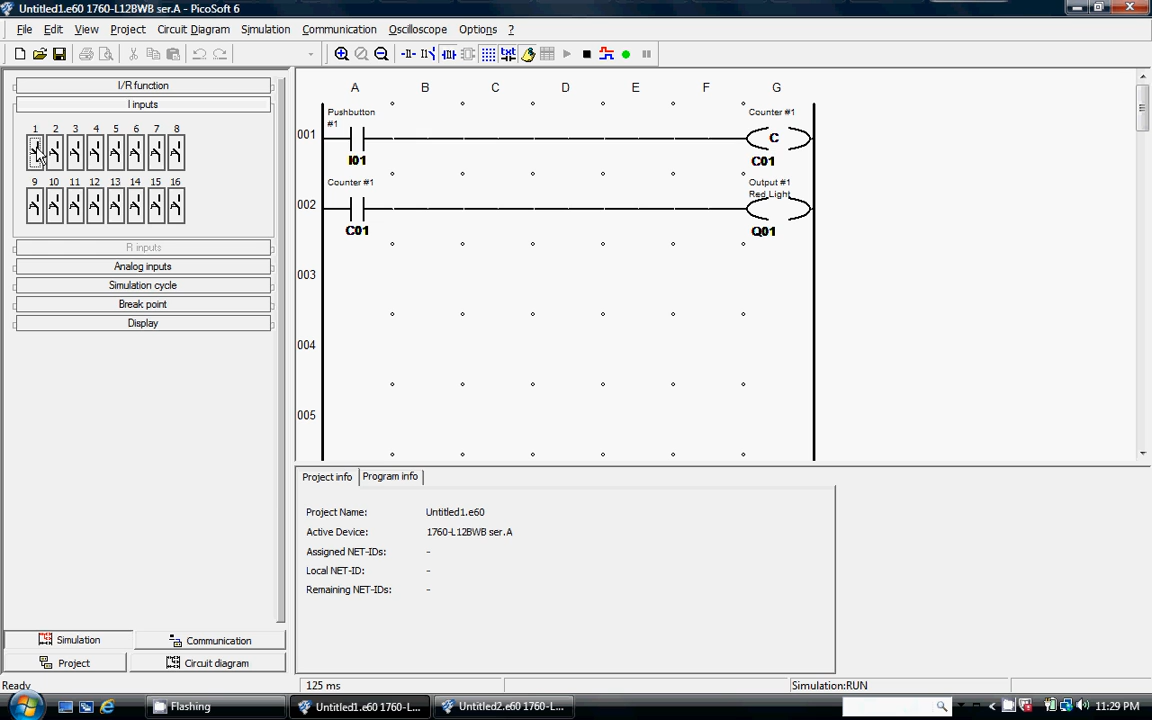 Untitled1.e60 1760-L12BWB ser.A - PicoSoft 6
File Edit View Project Circuit Diagram Simulation Communication Oscilloscope Options ?
I/R function
I inputs
1 2 3 4 5 6 7 8
9 10 11 12 13 14 15 16
R inputs
Analog inputs
Simulation cycle
Break point
Display
A B C D E F G
Pushbutton
#1
Counter #1
001
C
I01
C01
Counter #1
Output #1
Red Light
002
C01
Q01
003
004
005
Project info Program info
Project Name: Untitled1.e60
Active Device: 1760-L12BWB ser.A
Assigned NET-IDs: -
Local NET-ID: -
Remaining NET-IDs: -
Simulation Communication
Project Circuit diagram
Ready 125 ms Simulation:RUN
Flashing Untitled1.e60 1760-L... Untitled2.e60 1760-L... 11:29 PM